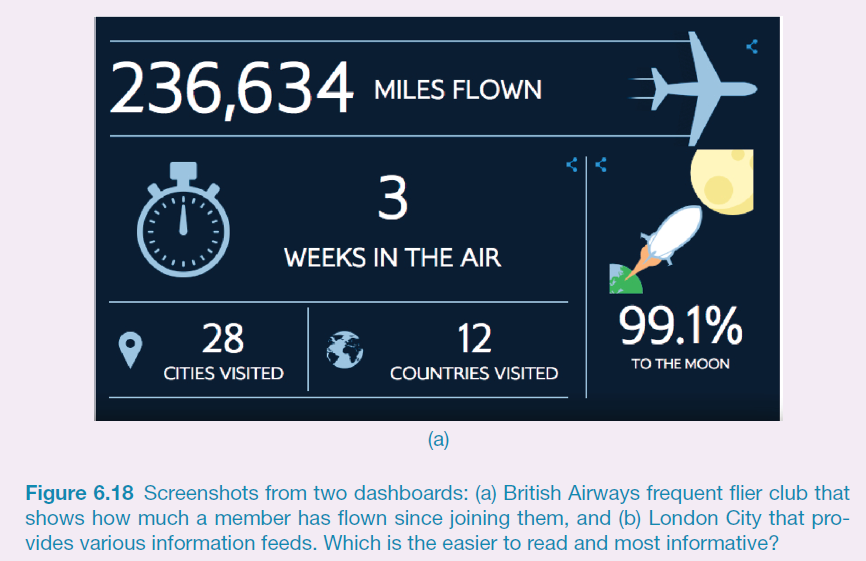 236,634 MILES FLOWN
3
WEEKS IN THE AIR
28
CITIES VISITED
12
COUNTRIES VISITED
99.1%
TO THE MOON
(a)
Figure 6.18 Screenshots from two dashboards: (a) British Airways frequent flier club that
shows how much a member has flown since joining them, and (b) London City that pro-
vides various information feeds. Which is the easier to read and most informative?